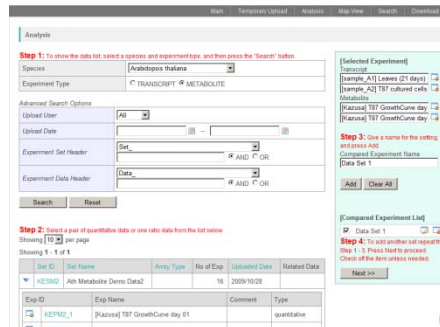 Main Temporary Upload Analysis Map View Search Download
Analysis
Step 1: To show the data list, select a species and experiment type, and then press the "Search" button.
Species Arabidopsis thaliana
Experiment Type TRANSCRIPT METABOLITE
Advanced Search Options
Upload User All
Upload Date –
Experiment Set Header Set_ AND OR
Experiment Data Header Data_ AND OR
Search Reset
Step 2: Select a pair of quantitative data or one ratio data from the list below.
Showing 10 per page
Showing 1 - 1 of 1
Set ID Set Name Array Type No of Exp Uploaded Date Related Data
KESM2 Ath Metabolite Demo Data2 16 2009/10/28
Exp ID Exp Name Comment Type
KEPM2_1 [Kazusa] T87 GrowthCurve day 01 quantitative
[Selected Experiment]
Transcript
[sample_A1] Leaves (21 days)
[sample_A2] T87 cultured cells
Metabolite
[Kazusa] T87 GrowthCurve day
[Kazusa] T87 GrowthCurve day
Step 3: Give a name for the setting, and press Add.
Compared Experiment Name
Data Set 1
Add Clear All
[Compared Experiment List]
Data Set 1
Step 4: To add another set repeat the
Step 1 - 3. Press Next to proceed.
Check off the item unless needed.
Next >>